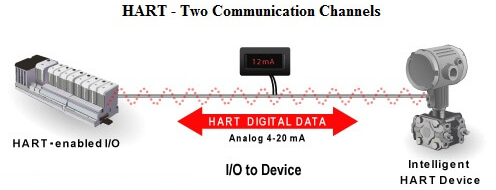 HART - Two Communication Channels
12mA
HART DIGITAL DATA
Analog 4-20 mA
HART•enabled I/O
I/O to Device
Intelligent
HART Device